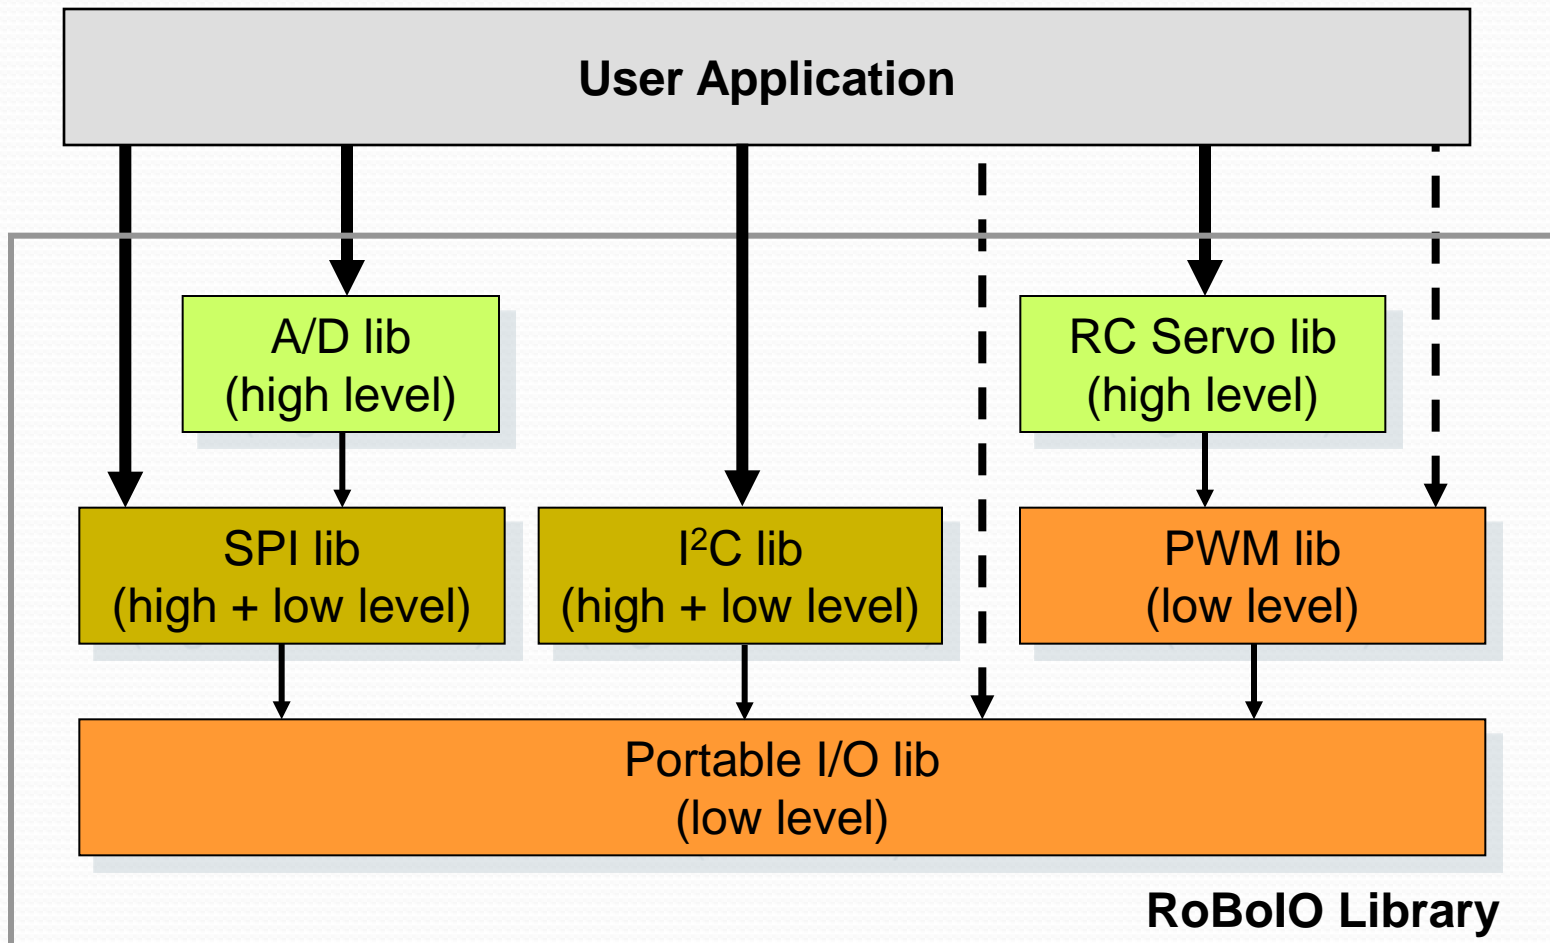 User Application
A/D lib
(high level)
RC Servo lib
(high level)
SPI lib
(high + low level)
I²C lib
(high + low level)
PWM lib
(low level)
Portable I/O lib
(low level)
RoBoIO Library